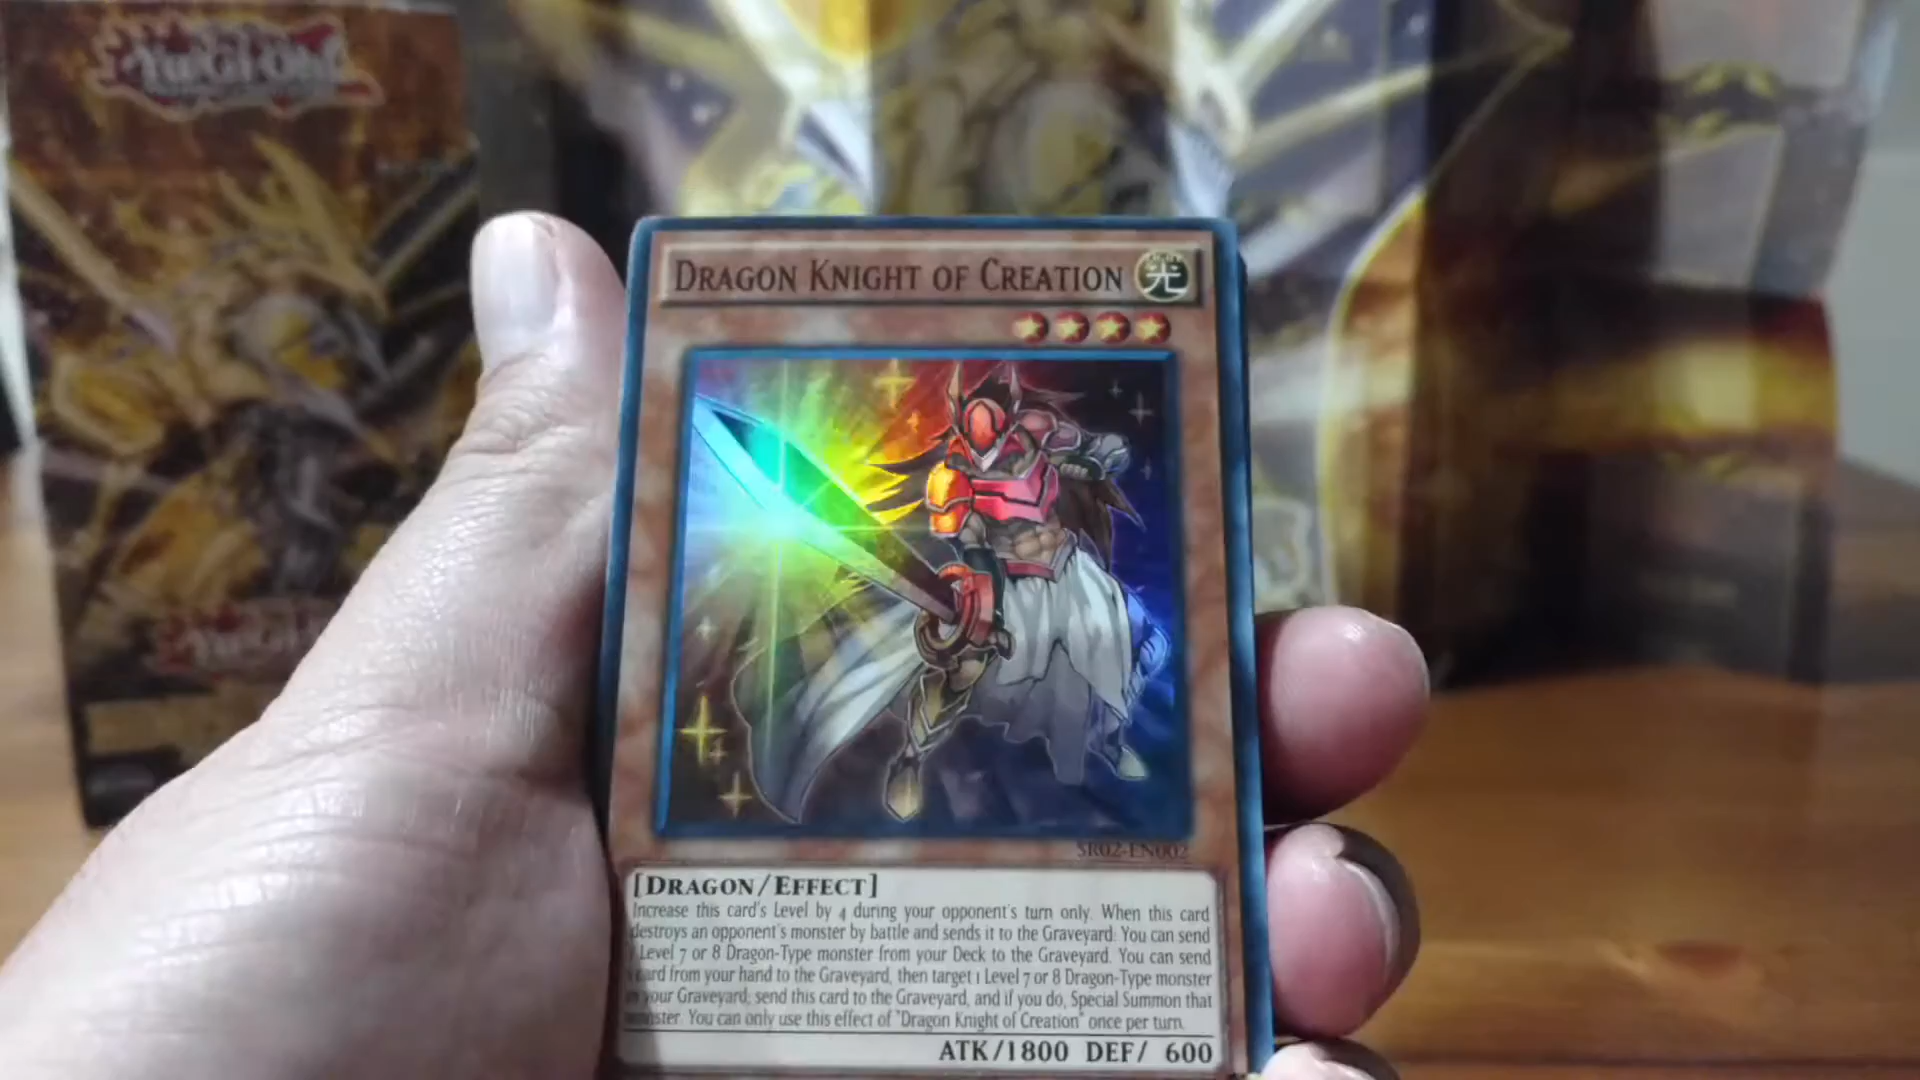 Yu-Gi-Oh!
DRAGON KNIGHT OF CREATION
光
SR02-EN002
[DRAGON/EFFECT]
Increase this card's Level by 4 during your opponent's turn only. When this card
destroys an opponent's monster by battle and sends it to the Graveyard: You can send
Level 7 or 8 Dragon-Type monster from your Deck to the Graveyard. You can send
card from your hand to the Graveyard, then target 1 Level 7 or 8 Dragon-Type monster
your Graveyard; send this card to the Graveyard, and if you do, Special Summon that
monster. You can only use this effect of "Dragon Knight of Creation" once per turn.
ATK/1800 DEF/ 600